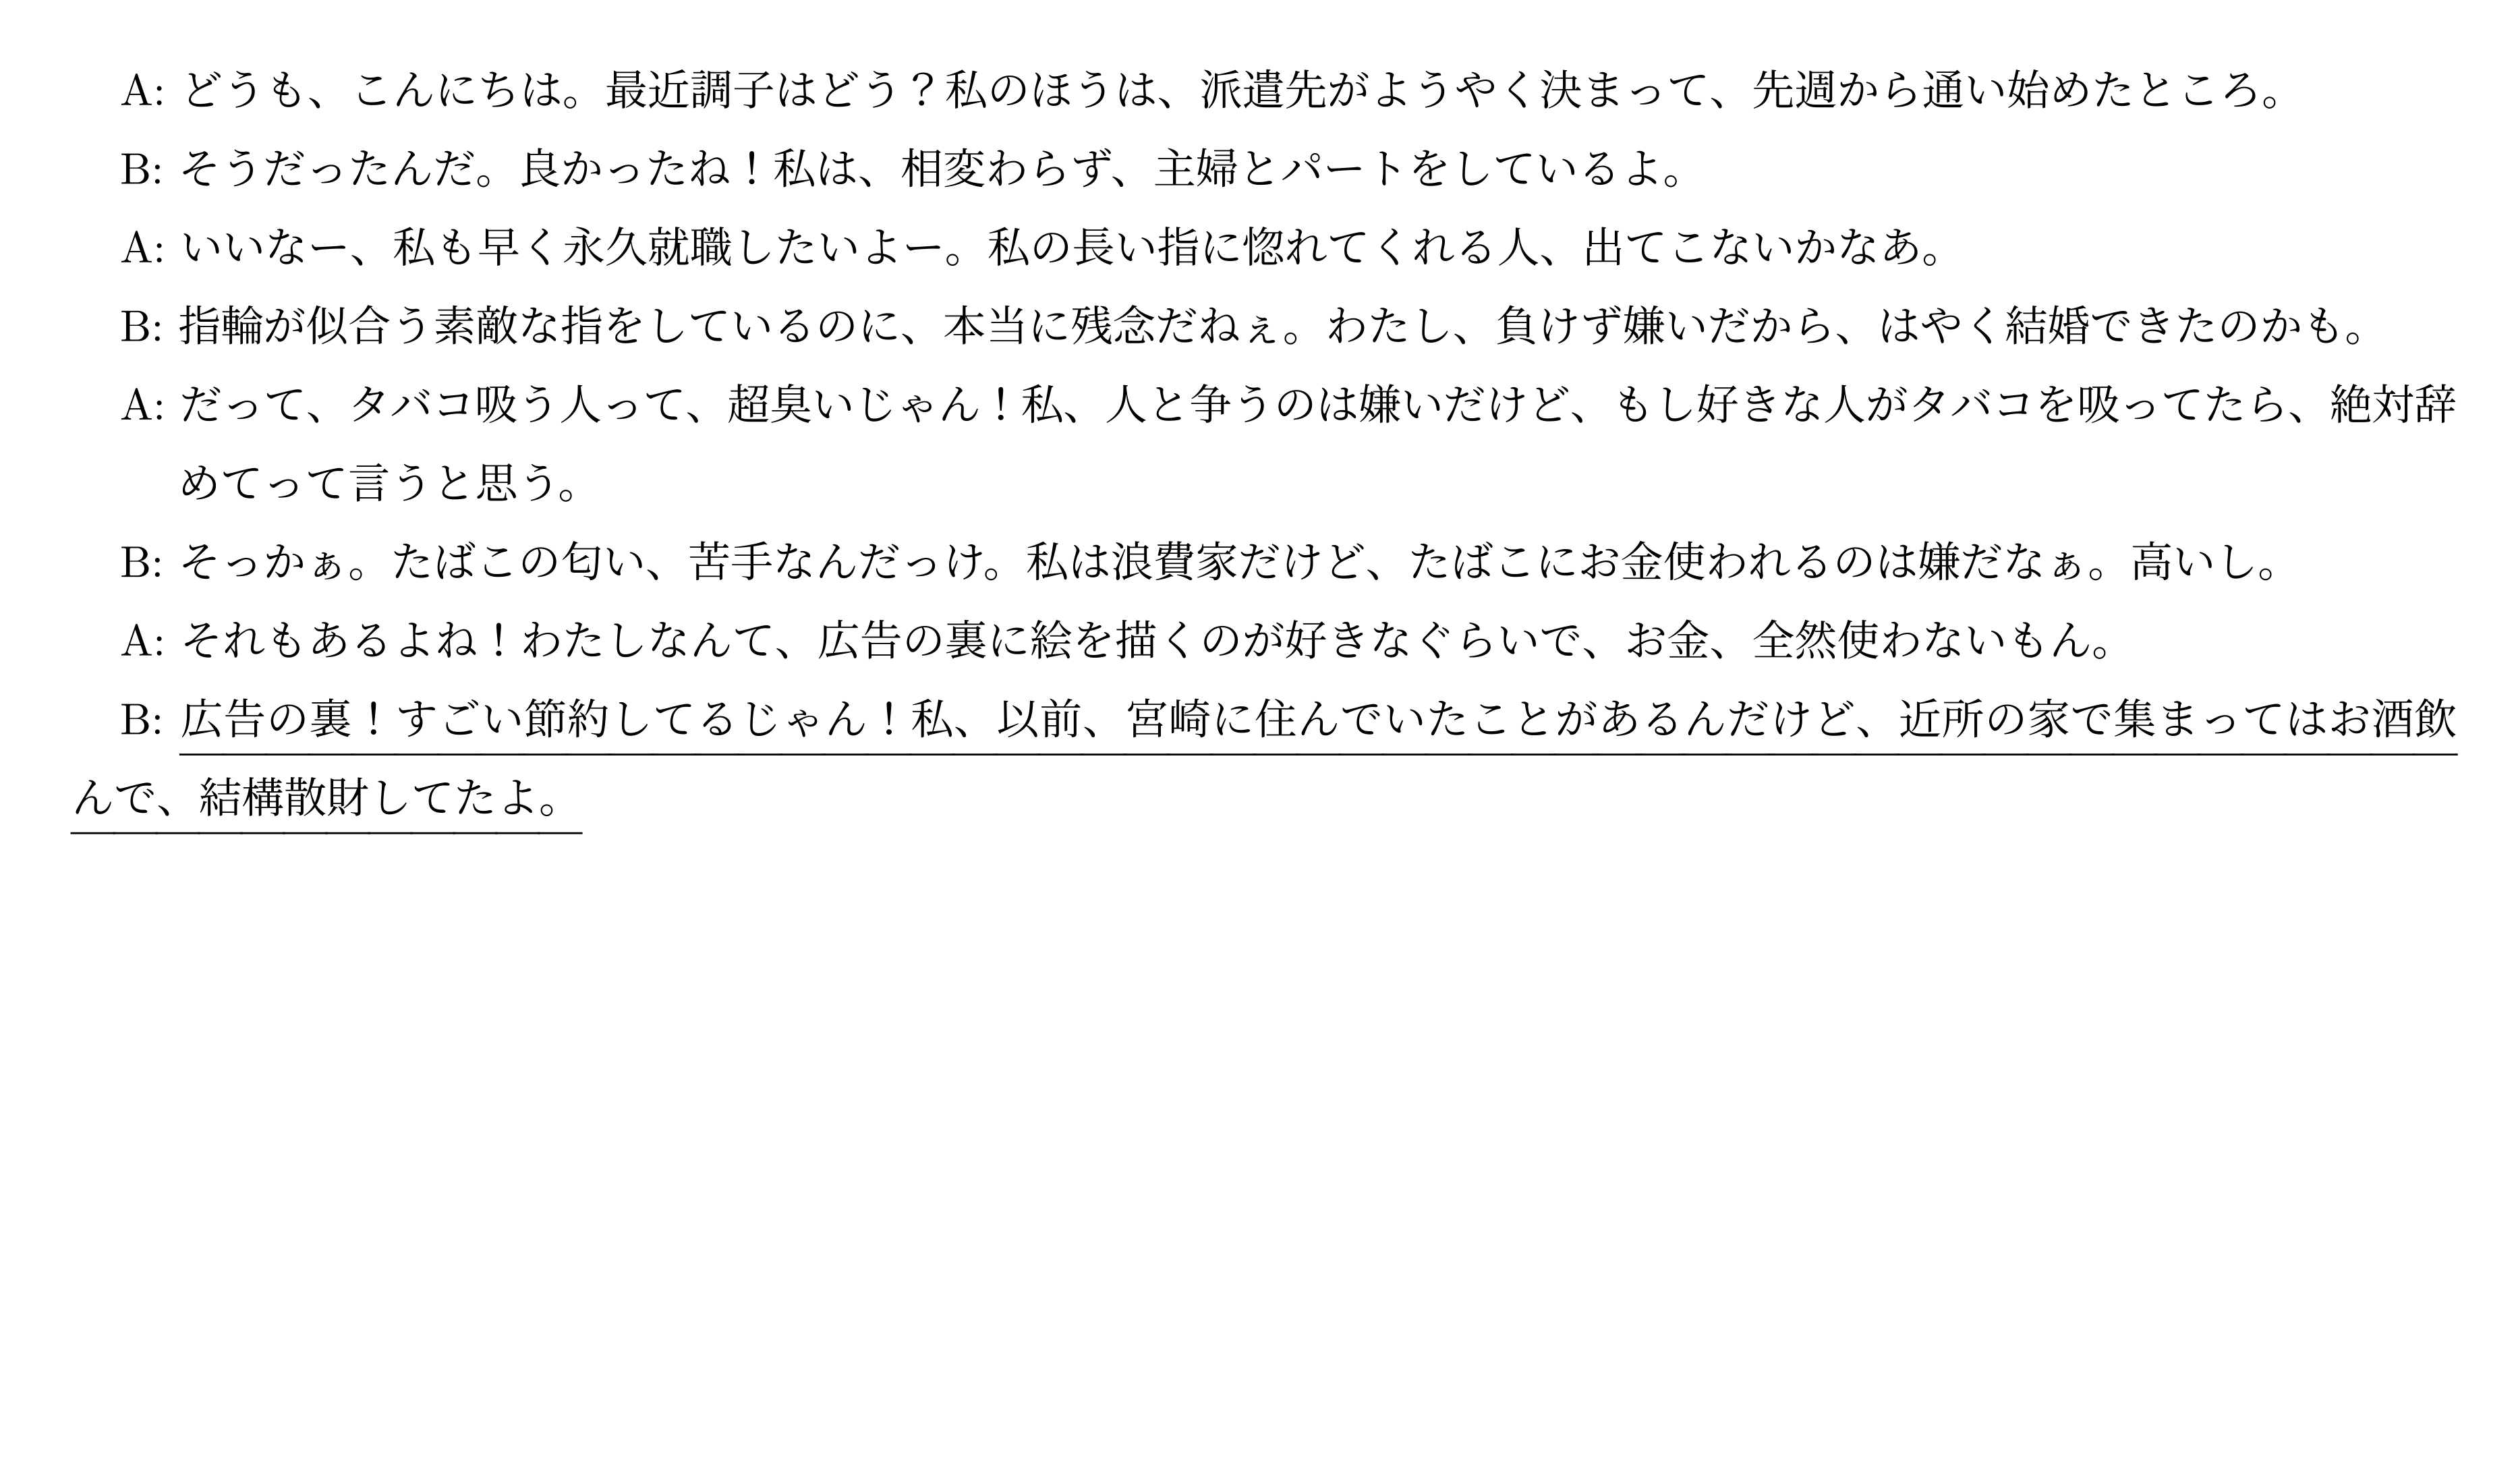 A: どうも、こんにちは。最近調子はどう？私のほうは、派遣先がようやく決まって、先週から通い始めたところ。
B: そうだったんだ。良かったね！私は、相変わらず、主婦とパートをしているよ。
A: いいなー、私も早く永久就職したいよー。私の長い指に惚れてくれる人、出てこないかなあ。
B: 指輪が似合う素敵な指をしているのに、本当に残念だねぇ。わたし、負けず嫌いだから、はやく結婚できたのかも。
A: だって、タバコ吸う人って、超臭いじゃん！私、人と争うのは嫌いだけど、もし好きな人がタバコを吸ってたら、絶対辞
めてって言うと思う。
B: そっかぁ。たばこの匂い、苦手なんだっけ。私は浪費家だけど、たばこにお金使われるのは嫌だなぁ。高いし。
A: それもあるよね！わたしなんて、広告の裏に絵を描くのが好きなぐらいで、お金、全然使わないもん。
B: 広告の裏！すごい節約してるじゃん！私、以前、宮崎に住んでいたことがあるんだけど、近所の家で集まってはお酒飲
んで、結構散財してたよ。